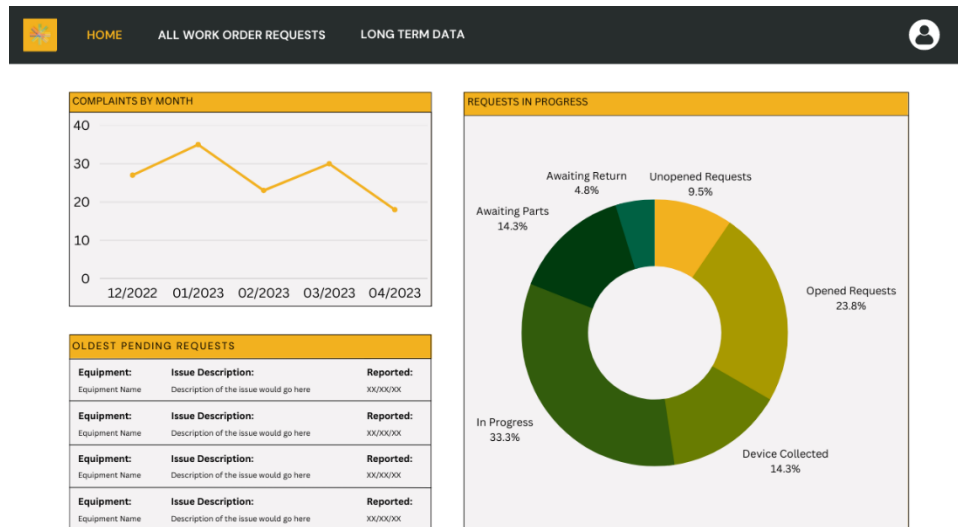 HOME ALL WORK ORDER REQUESTS LONG TERM DATA
COMPLAINTS BY MONTH
40
30
20
10
0
12/2022 01/2023 02/2023 03/2023 04/2023
OLDEST PENDING REQUESTS
Equipment: Issue Description: Reported:
Equipment Name Description of the issue would go here XX/XX/XX
Equipment: Issue Description: Reported:
Equipment Name Description of the issue would go here XX/XX/XX
Equipment: Issue Description: Reported:
Equipment Name Description of the issue would go here XX/XX/XX
Equipment: Issue Description: Reported:
Equipment Name Description of the issue would go here XX/XX/XX
REQUESTS IN PROGRESS
Awaiting Return
4.8%
Unopened Requests
9.5%
Awaiting Parts
14.3%
Opened Requests
23.8%
In Progress
33.3%
Device Collected
14.3%